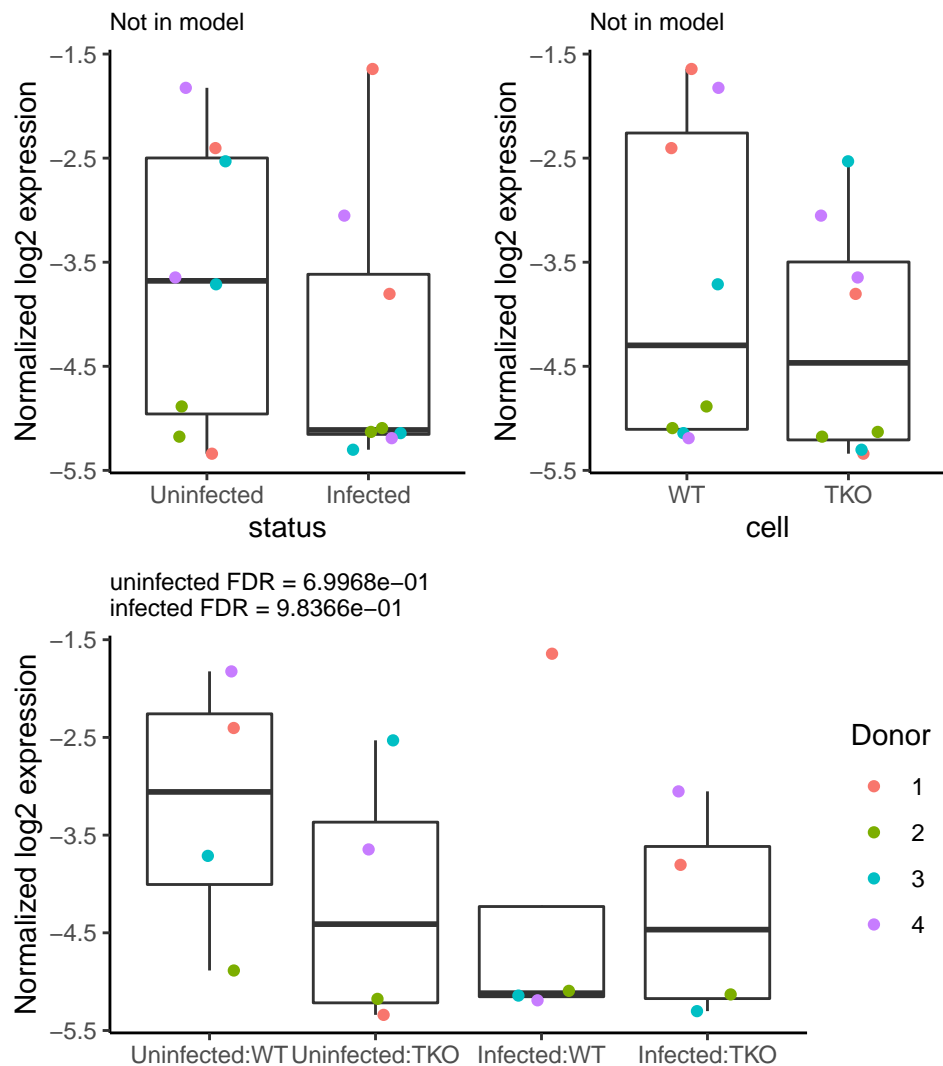 Not in model
Normalized log2 expression
−1.5
−2.5
−3.5
−4.5
−5.5
Uninfected
Infected
status
Not in model
Normalized log2 expression
−1.5
−2.5
−3.5
−4.5
−5.5
WT
TKO
cell
uninfected FDR = 6.9968e−01
infected FDR = 9.8366e−01
Normalized log2 expression
−1.5
−2.5
−3.5
−4.5
−5.5
Uninfected:WT
Uninfected:TKO
Infected:WT
Infected:TKO
Donor
1
2
3
4